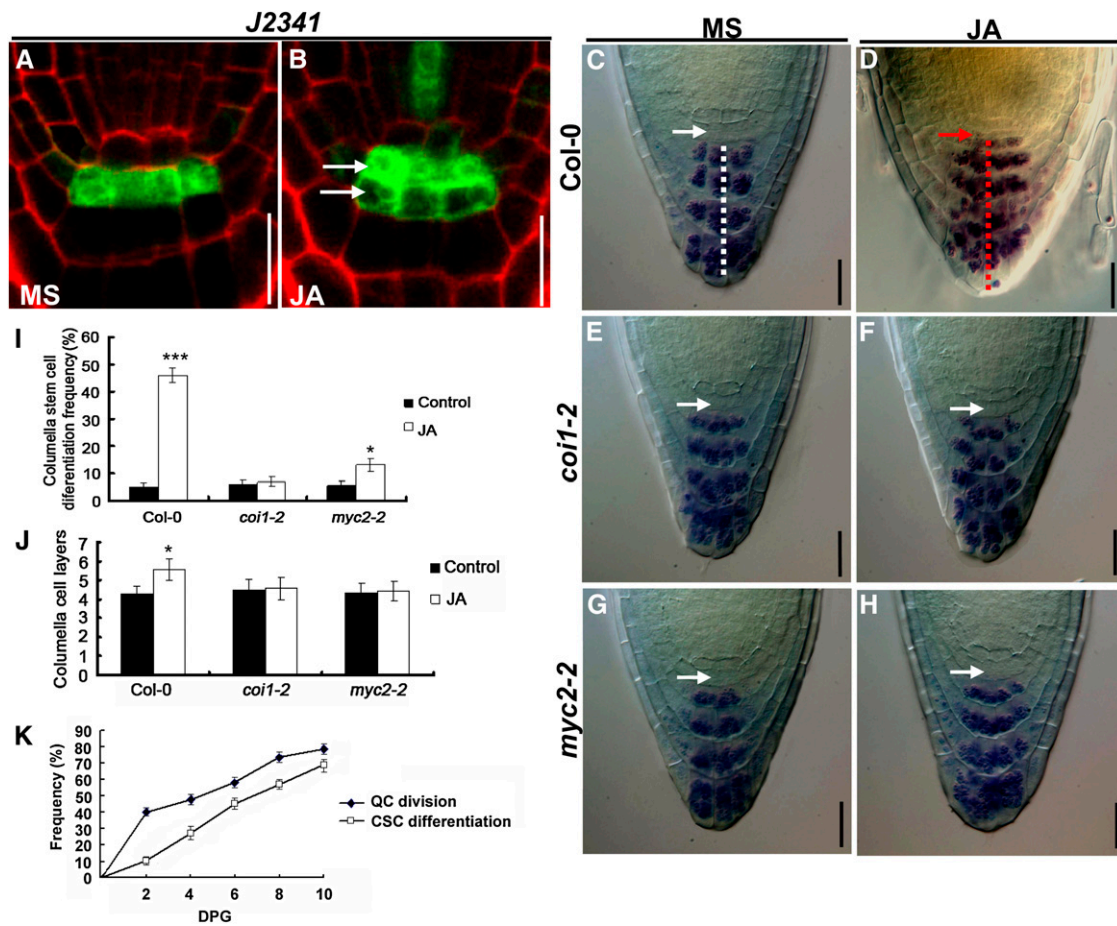 J2341
A
B
MS
JA
MS
JA
C
D
Col-0
E
F
coi1-2
G
H
myc2-2
I
Columella stem cell
diferentiation frequency (%)
60
50
40
30
20
10
0
***
*
Control
JA
Col-0
coi1-2
myc2-2
J
Columella cell layers
6
5
4
3
2
1
0
*
Control
JA
Col-0
coi1-2
myc2-2
K
Frequency (%)
90
80
70
60
50
40
30
20
10
0
QC division
CSC differentiation
2
4
6
8
10
DPG